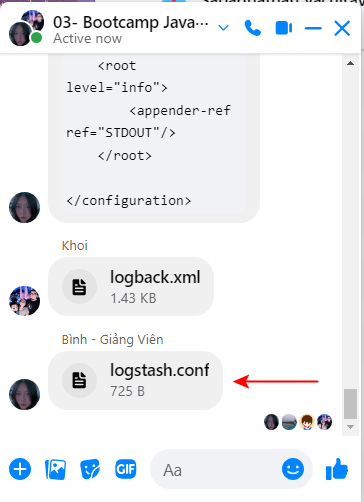 03- Bootcamp Java...
Active now
<root
level="info">
<appender-ref
ref="STDOUT"/>
</root>
</configuration>
Khoi
logback.xml
1.43 KB
Bình - Giảng Viên
logstash.conf
725 B
GIF
Aa